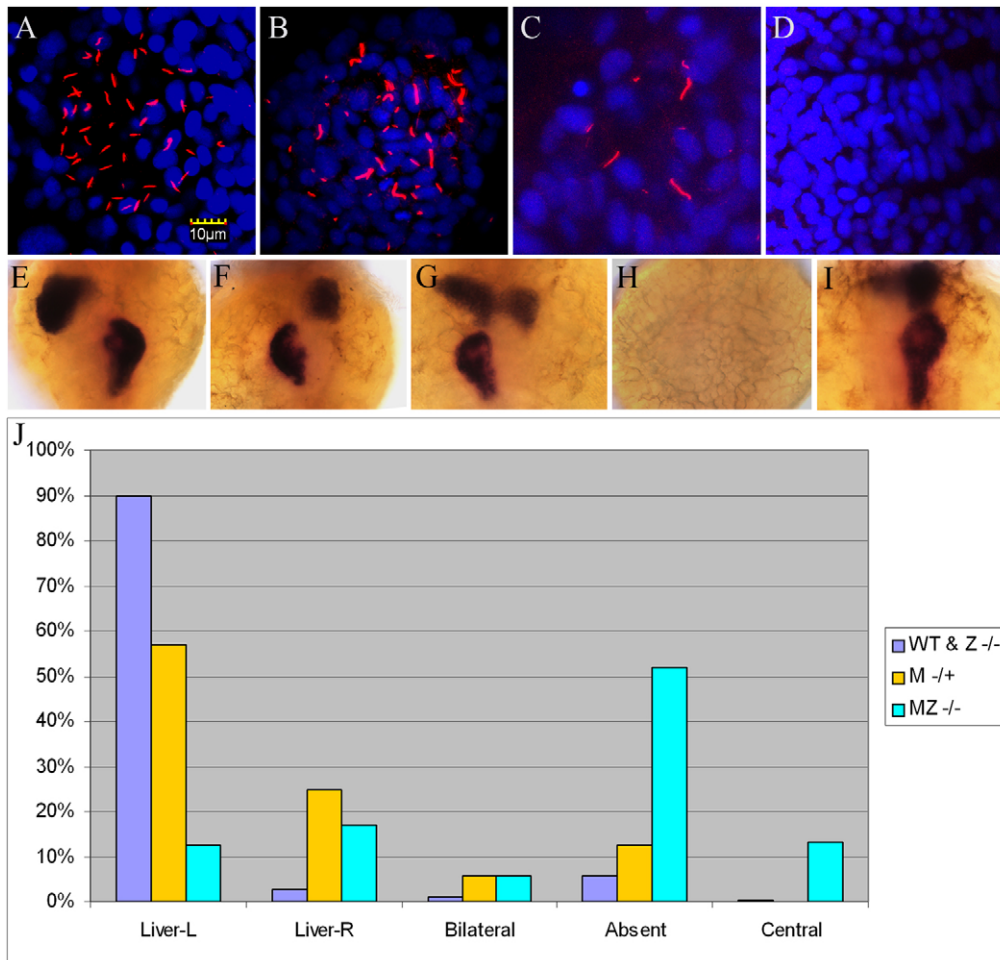 A
B
C
D
10μm
E
F
G
H
I
J
100%
90%
80%
70%
60%
50%
40%
30%
20%
10%
0%
Liver-L
Liver-R
Bilateral
Absent
Central
WT & Z -/-
M -/+
MZ -/-